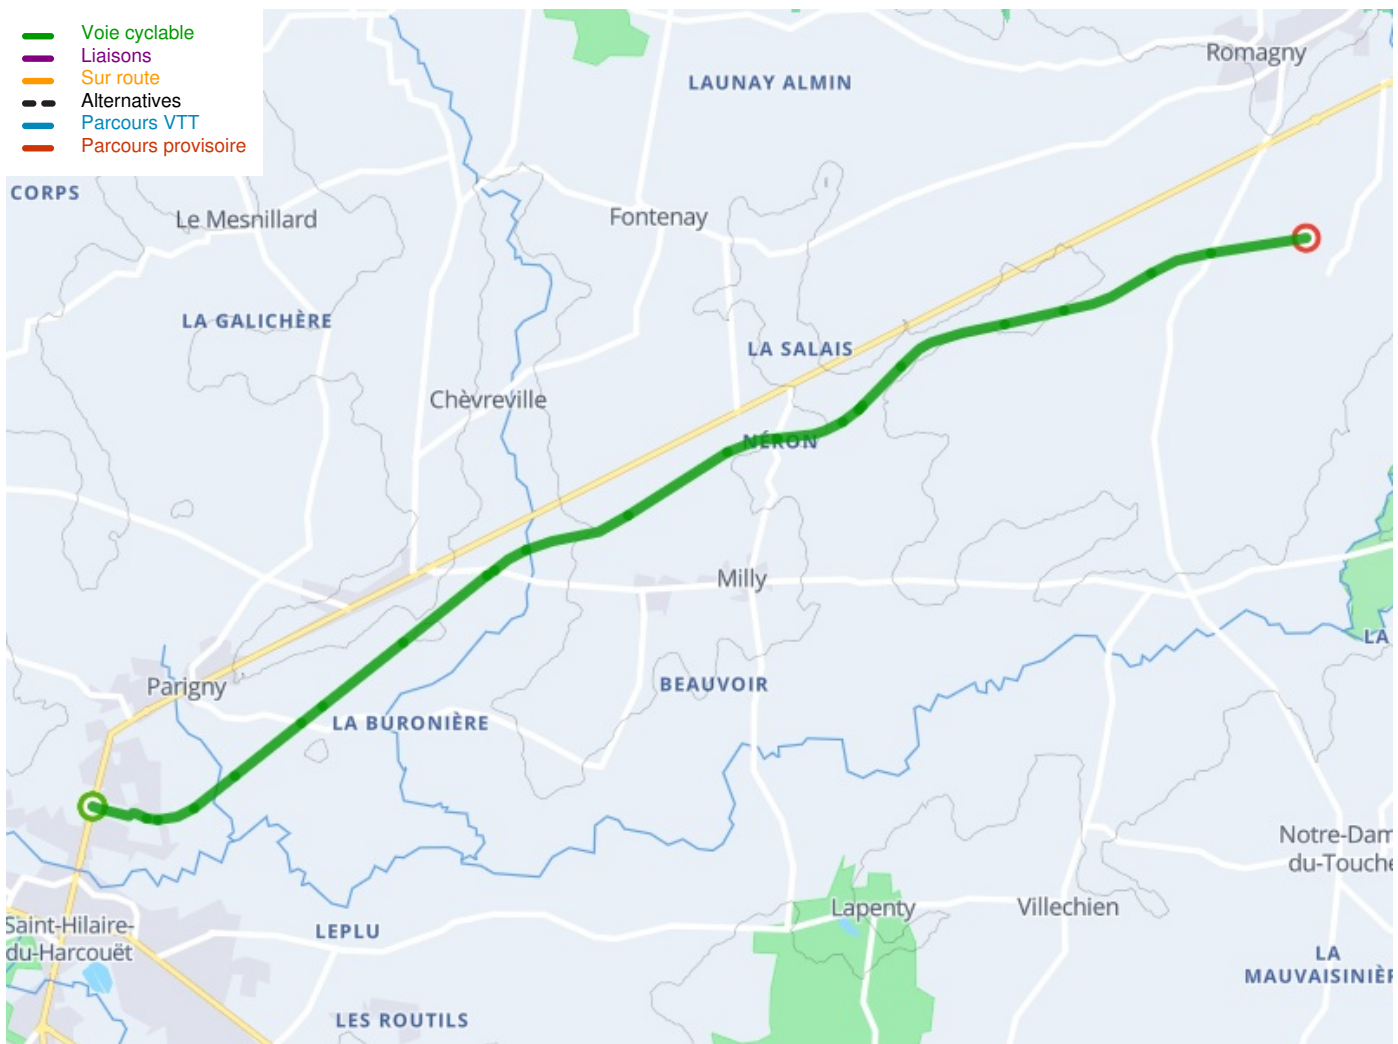 Voie cyclable
Liaisons
Sur route
Alternatives
Parcours VTT
Parcours provisoire
Romagny
LAUNAY ALMIN
CORPS
Le Mesnillard
Fontenay
LA GALICHÈRE
LA SALAIS
Chèvreville
NÉRON
Milly
LA
Parigny
BEAUVOIR
LA BURONIÈRE
Notre-Dam
du-Touche
Saint-Hilaire-
du-Harcouët
LEPLU
Lapenty
Villechien
LA
MAUVAISINIÈR
LES ROUTILS